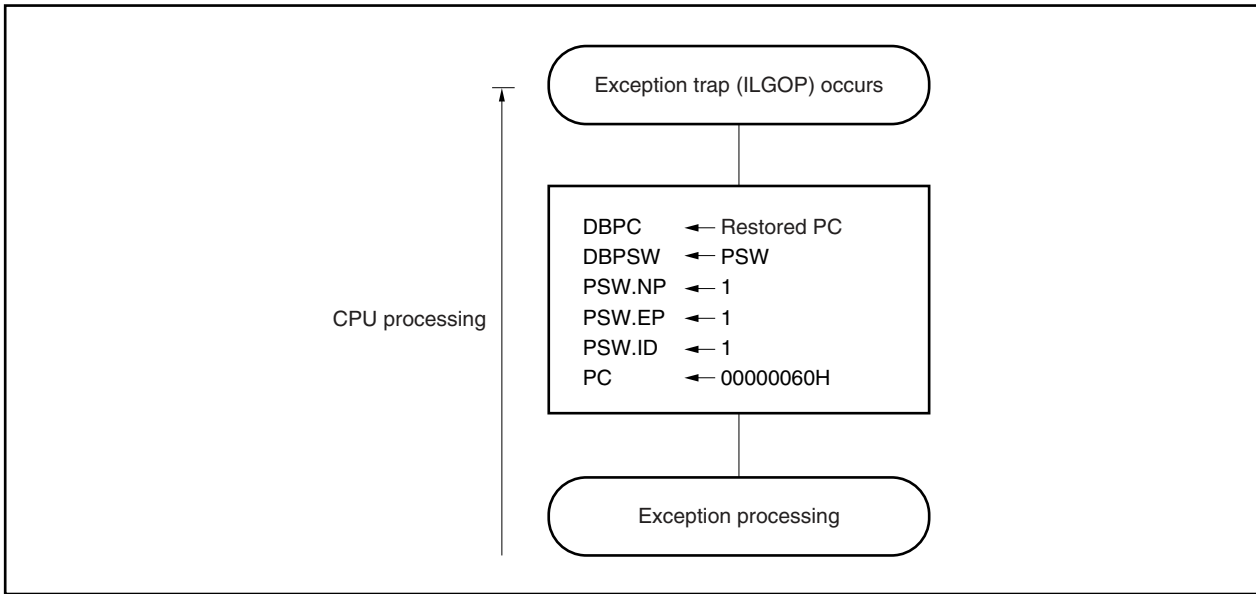 Exception trap (ILGOP) occurs
DBPC ← Restored PC
DBPSW ← PSW
PSW.NP ← 1
PSW.EP ← 1
PSW.ID ← 1
PC ← 00000060H
CPU processing
Exception processing